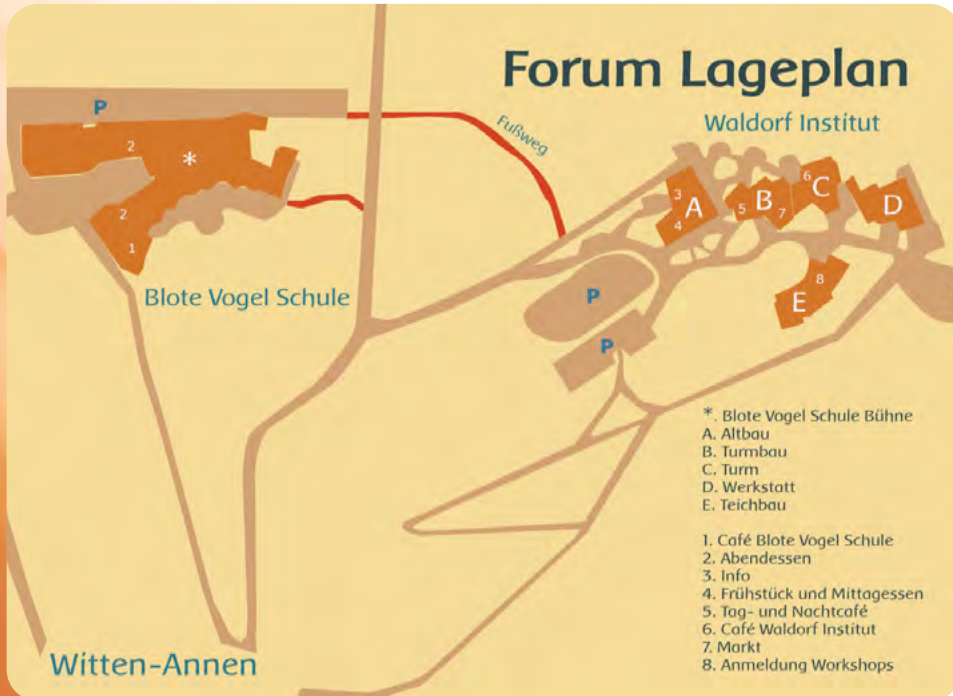 Forum Lageplan
Waldorf Institut
P
Fußweg
2
*
3
A
4
5
B
7
6
C
D
2
1
8
E
Blote Vogel Schule
P
P
*. Blote Vogel Schule Bühne
A. Altbau
B. Turmbau
C. Turm
D. Werkstatt
E. Teichbau
1. Café Blote Vogel Schule
2. Abendessen
3. Info
4. Frühstück und Mittagessen
5. Tag- und Nachtcafé
6. Café Waldorf Institut
7. Markt
8. Anmeldung Workshops
Witten-Annen